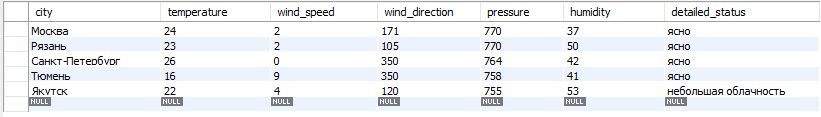 city temperature wind_speed wind_direction pressure humidity detailed_status
Москва 24 2 171 770 37 ясно
Рязань 23 2 105 770 50 ясно
Санкт-Петербург 26 0 350 764 42 ясно
Тюмень 16 9 350 758 41 ясно
Якутск 22 4 120 755 53 небольшая облачность
NULL NULL NULL NULL NULL NULL NULL